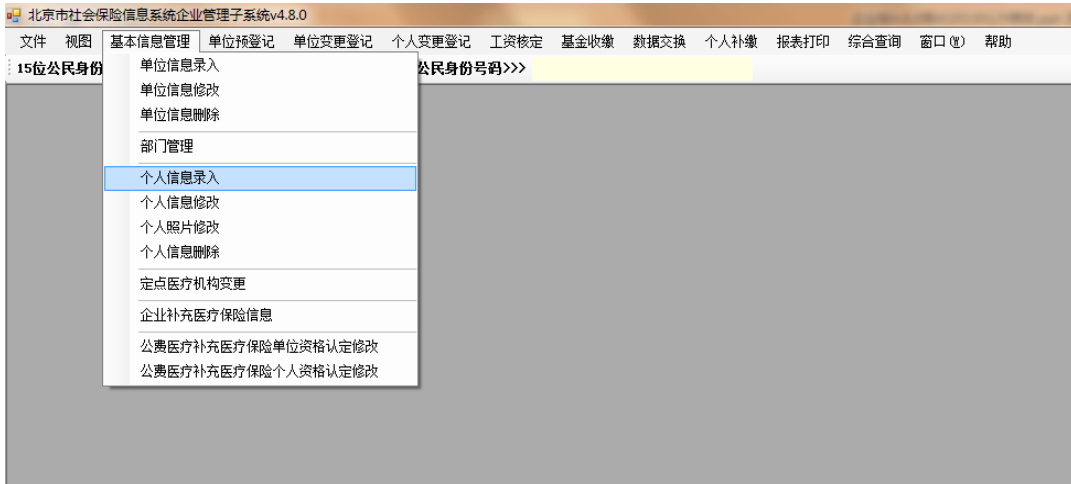 北京市社会保险信息系统企业管理子系统v4.8.0
文件 视图 基本信息管理 单位预登记 单位变更登记 个人变更登记 工资核定 基金收缴 数据交换 个人补缴 报表打印 综合查询 窗口(W) 帮助
15位公民身份 公民身份号码>>>
单位信息录入
单位信息修改
单位信息删除
部门管理
个人信息录入
个人信息修改
个人照片修改
个人信息删除
定点医疗机构变更
企业补充医疗保险信息
公费医疗补充医疗保险单位资格认定修改
公费医疗补充医疗保险个人资格认定修改